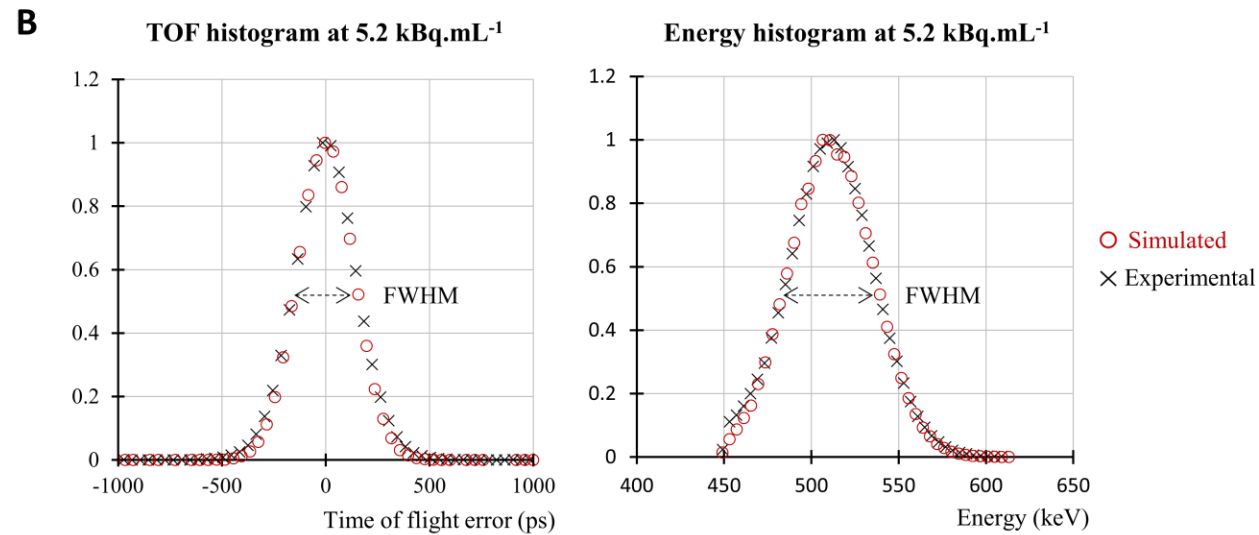 B
TOF histogram at 5.2 kBq.mL-1
1.2
1
0.8
0.6
0.4
0.2
0
-1000 -500 0 500 1000
FWHM
Time of flight error (ps)
Energy histogram at 5.2 kBq.mL-1
1.2
1
0.8
0.6
0.4
0.2
0
400 450 500 550 600 650
FWHM
Energy (keV)
Simulated
Experimental